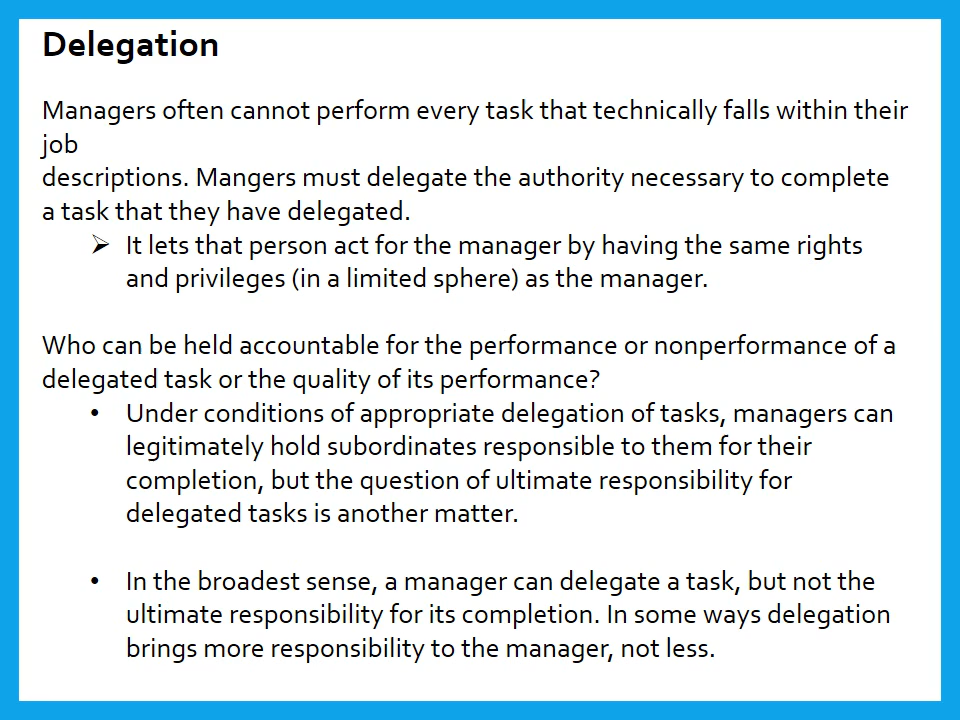 Delegation
Managers often cannot perform every task that technically falls within their
job
descriptions. Mangers must delegate the authority necessary to complete
a task that they have delegated.
➢ It lets that person act for the manager by having the same rights
and privileges (in a limited sphere) as the manager.
Who can be held accountable for the performance or nonperformance of a
delegated task or the quality of its performance?
• Under conditions of appropriate delegation of tasks, managers can
legitimately hold subordinates responsible to them for their
completion, but the question of ultimate responsibility for
delegated tasks is another matter.
• In the broadest sense, a manager can delegate a task, but not the
ultimate responsibility for its completion. In some ways delegation
brings more responsibility to the manager, not less.